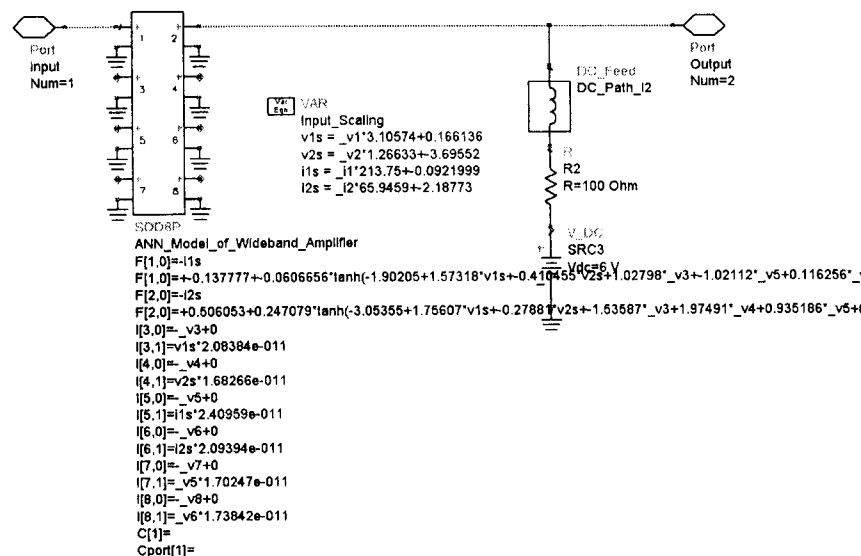 Port
Input
Num=1
1
2
3
4
5
6
7
8
Port
Output
Num=2
DC_Feed
DC_Path_I2
Var
Eqn
VAR
Input_Scaling
v1s = _v1*3.10574+0.166136
v2s = _v2*1.26633+-3.69552
i1s = _i1*213.75+-0.0921999
i2s = _i2*65.9459+-2.18773
R
R2
R=100 Ohm
V_DC
SRC3
Vdc=6 V
SDD8P
ANN_Model_of_Wideband_Amplifier
F[1,0]=-i1s
F[1,0]=+-0.137777+-0.0606656*tanh(-1.90205+1.57318*v1s+-0.410455*v2s+1.02798*_v3+-1.02112*_v5+0.116256*_v
F[2,0]=-i2s
F[2,0]=+0.506053+0.247079*tanh(-3.05355+1.75607*v1s+-0.27881*v2s+-1.53587*_v3+1.97491*_v4+0.935186*_v5+
I[3,0]=-_v3+0
I[3,1]=v1s*2.08384e-011
I[4,0]=-_v4+0
I[4,1]=v2s*1.68266e-011
I[5,0]=-_v5+0
I[5,1]=i1s*2.40959e-011
I[6,0]=-_v6+0
I[6,1]=i2s*2.09394e-011
I[7,0]=-_v7+0
I[7,1]=_v5*1.70247e-011
I[8,0]=-_v8+0
I[8,1]=_v6*1.73842e-011
C[1]=
Cport[1]=